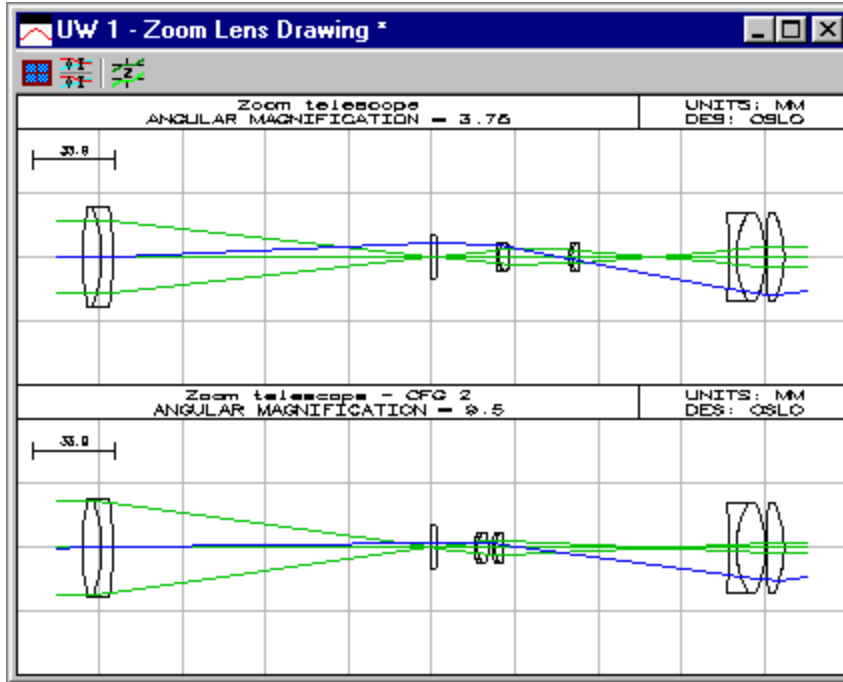 UW 1 - Zoom Lens Drawing *
Zoom telescope
ANGULAR MAGNIFICATION = 3.76
UNITS: MM
DES: OSLO
Zoom telescope - CFG 2
ANGULAR MAGNIFICATION = 9.5
UNITS: MM
DES: OSLO